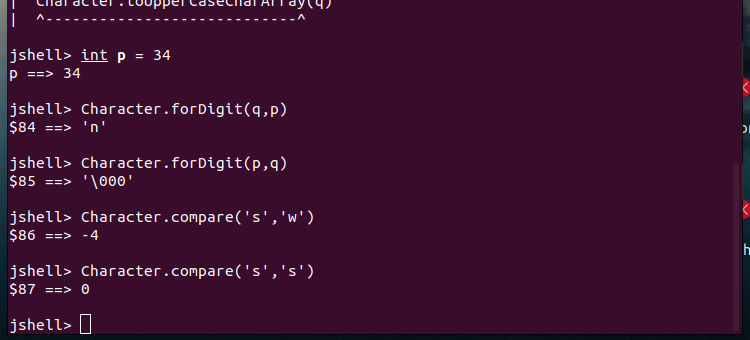 |   Character.toUpperCaseCharArray(q)
|   ^-----------------------------^
jshell> int p = 34
p ==> 34
jshell> Character.forDigit(q,p)
$84 ==> 'n'
jshell> Character.forDigit(p,q)
$85 ==> '\000'
jshell> Character.compare('s','w')
$86 ==> -4
jshell> Character.compare('s','s')
$87 ==> 0
jshell>